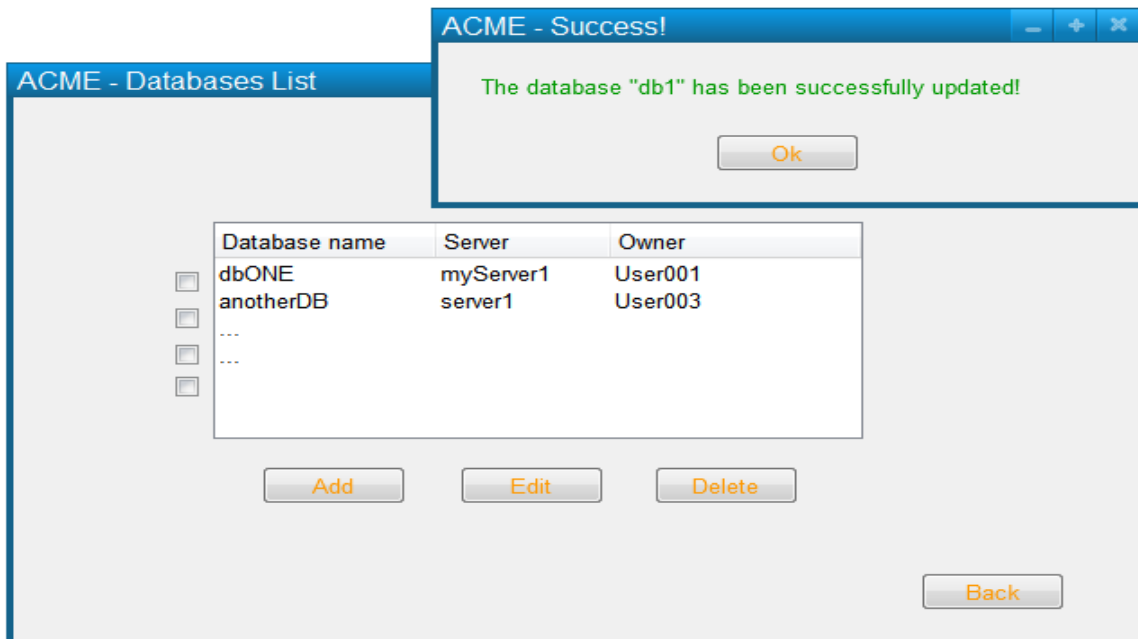 ACME - Success!
The database "db1" has been successfully updated!
Ok
ACME - Databases List
Database name Server Owner
dbONE myServer1 User001
anotherDB server1 User003
---
---
Add Edit Delete
Back